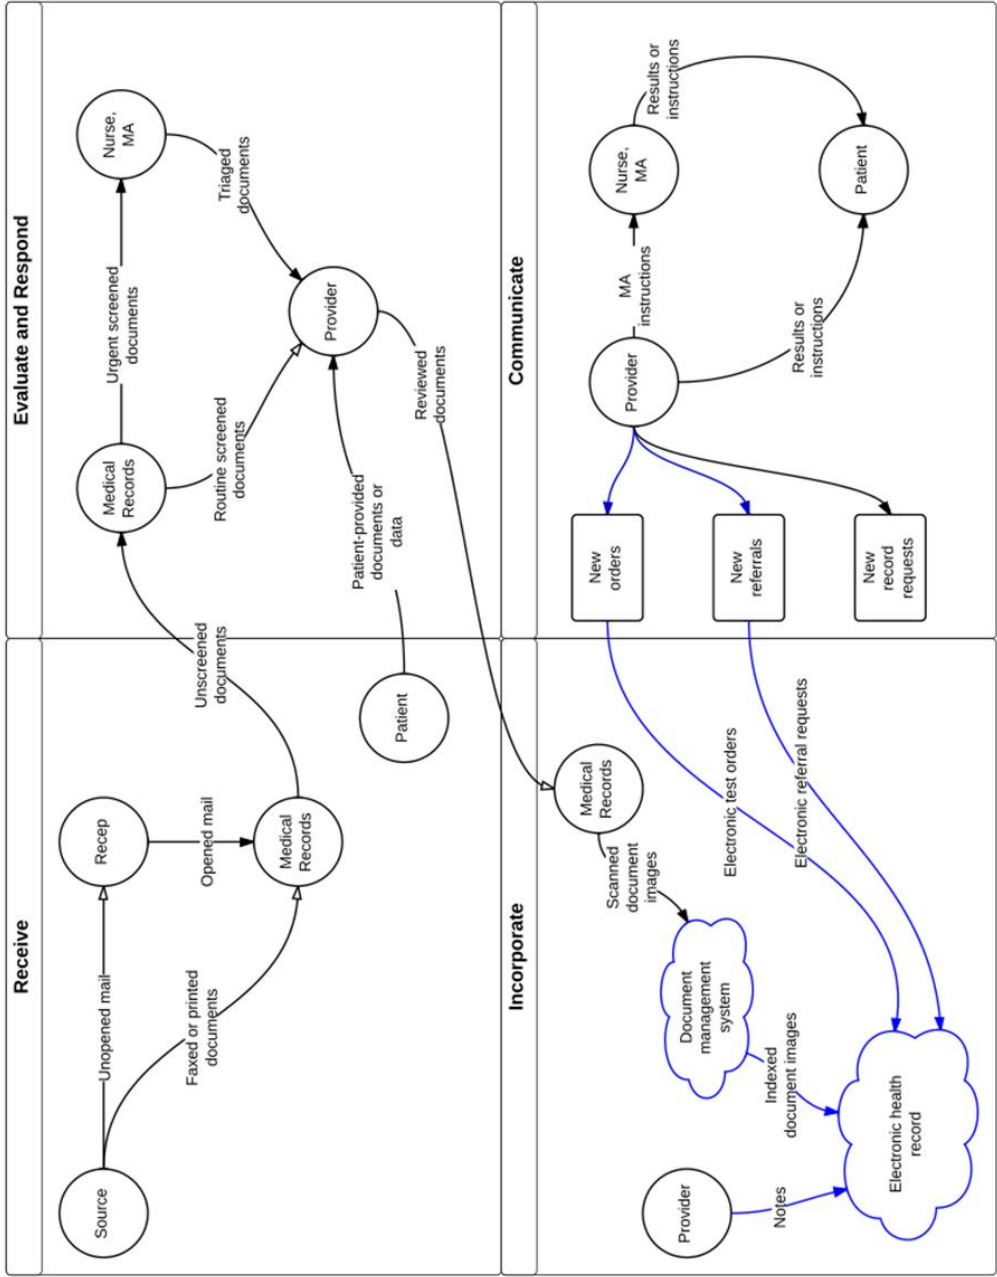 Receive
Source
Unopened mail
Recep
Faxed or printed
documents
Opened mail
Medical
Records
Unscreened
documents
Patient
Evaluate and Respond
Medical
Records
Urgent screened
documents
Nurse,
MA
Routine screened
documents
Triaged
documents
Provider
Patient-provided
documents or
data
Reviewed
documents
Incorporate
Medical
Records
Scanned
document
images
Document
management
system
Provider
Notes
Indexed
document images
Electronic health
record
Electronic test orders
Electronic referral requests
Communicate
New
orders
New
referrals
New
record
requests
Provider
MA
instructions
Nurse,
MA
Results or
instructions
Results or
instructions
Patient